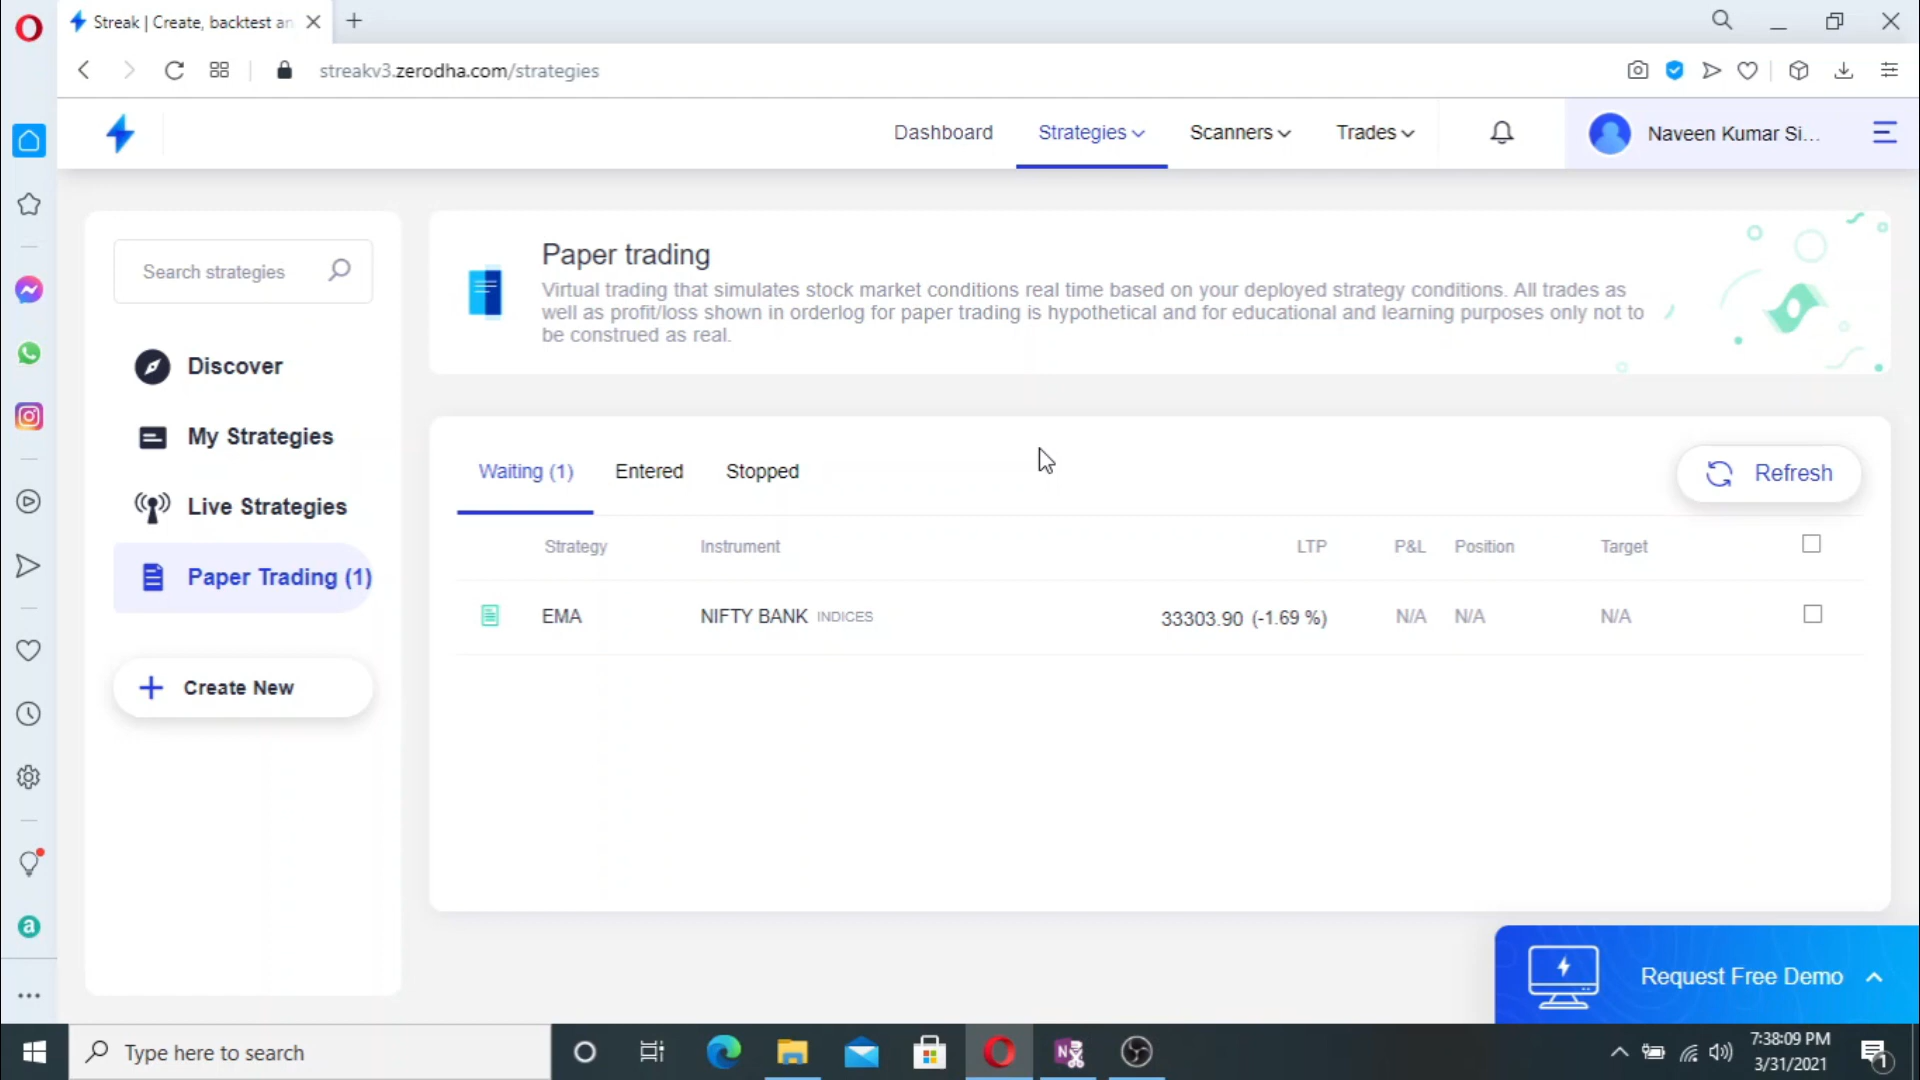 Streak | Create, backtest an
streakv3.zerodha.com/strategies
Dashboard
Strategies
Scanners
Trades
Naveen Kumar Si...
Search strategies
Discover
My Strategies
Live Strategies
Paper Trading (1)
Create New
Paper trading
Virtual trading that simulates stock market conditions real time based on your deployed strategy conditions. All trades as
well as profit/loss shown in orderlog for paper trading is hypothetical and for educational and learning purposes only not to
be construed as real.
Waiting (1) Entered Stopped
Refresh
Strategy Instrument LTP P&L Position Target
EMA NIFTY BANK INDICES 33303.90 (-1.69 %) N/A N/A N/A
Request Free Demo
Type here to search
7:38:09 PM
3/31/2021
1